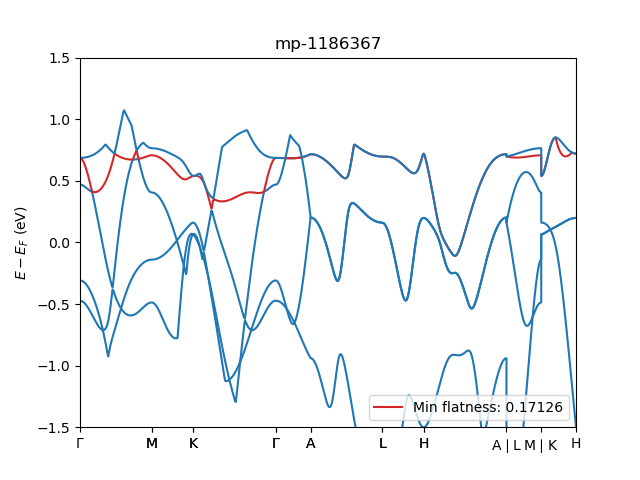 mp-1186367
E − E_F (eV)
1.5
1.0
0.5
0.0
−0.5
−1.0
−1.5
Min flatness: 0.17126
Γ M K Γ A L H A | L M | K H